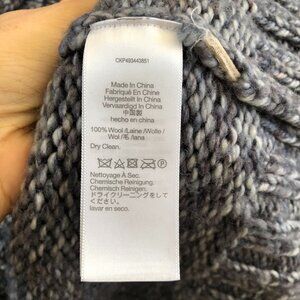 CKP493443851
Made In China
Fabriqué En Chine
Hergestellt In China
Vervaardigd In China
中国製
hecho en China
100% Wool/Laine/Wolle/
Wol/毛/lana
Dry Clean.
Nettoyage À Sec.
Chemische Reinigung.
Chemisch Reinigen.
ドライクリーニングを
してください。
lavar en seco.